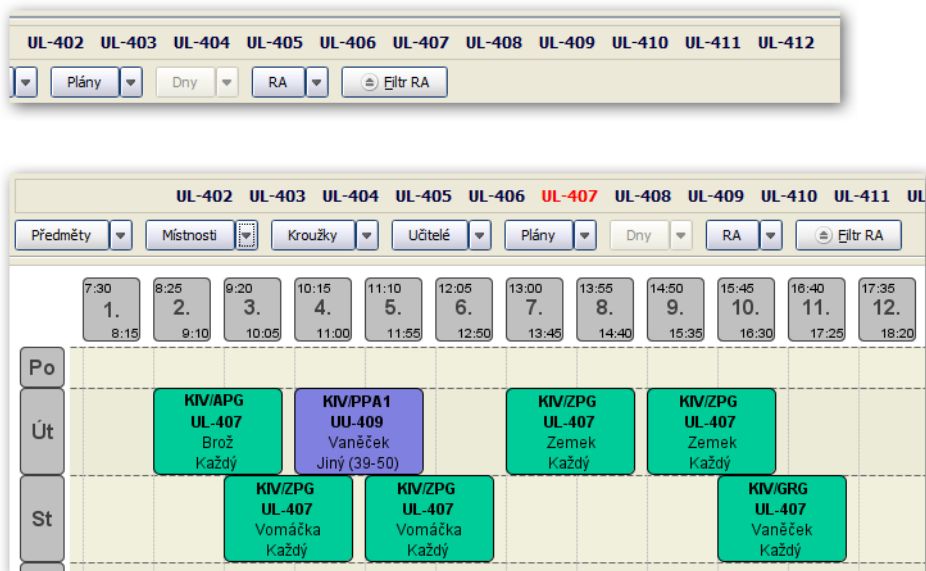 UL-402 UL-403 UL-404 UL-405 UL-406 UL-407 UL-408 UL-409 UL-410 UL-411 UL-412
Plány Dny RA Filtr RA
UL-402 UL-403 UL-404 UL-405 UL-406 UL-407 UL-408 UL-409 UL-410 UL-411 UL
Předměty Místnosti Kroužky Učitelé Plány Dny RA Filtr RA
7:30 8:25 9:20 10:15 11:10 12:05 13:00 13:55 14:50 15:45 16:40 17:35
1. 2. 3. 4. 5. 6. 7. 8. 9. 10. 11. 12.
8:15 9:10 10:05 11:00 11:55 12:50 13:45 14:40 15:35 16:30 17:25 18:20
Po
Út
KIV/APG
UL-407
Brož
Každý
KIV/PPA1
UU-409
Vaněček
Jiný (39-50)
KIV/ZPG
UL-407
Zemek
Každý
KIV/ZPG
UL-407
Zemek
Každý
St
KIV/ZPG
UL-407
Vomáčka
Každý
KIV/ZPG
UL-407
Vomáčka
Každý
KIV/GRG
UL-407
Vaněček
Každý